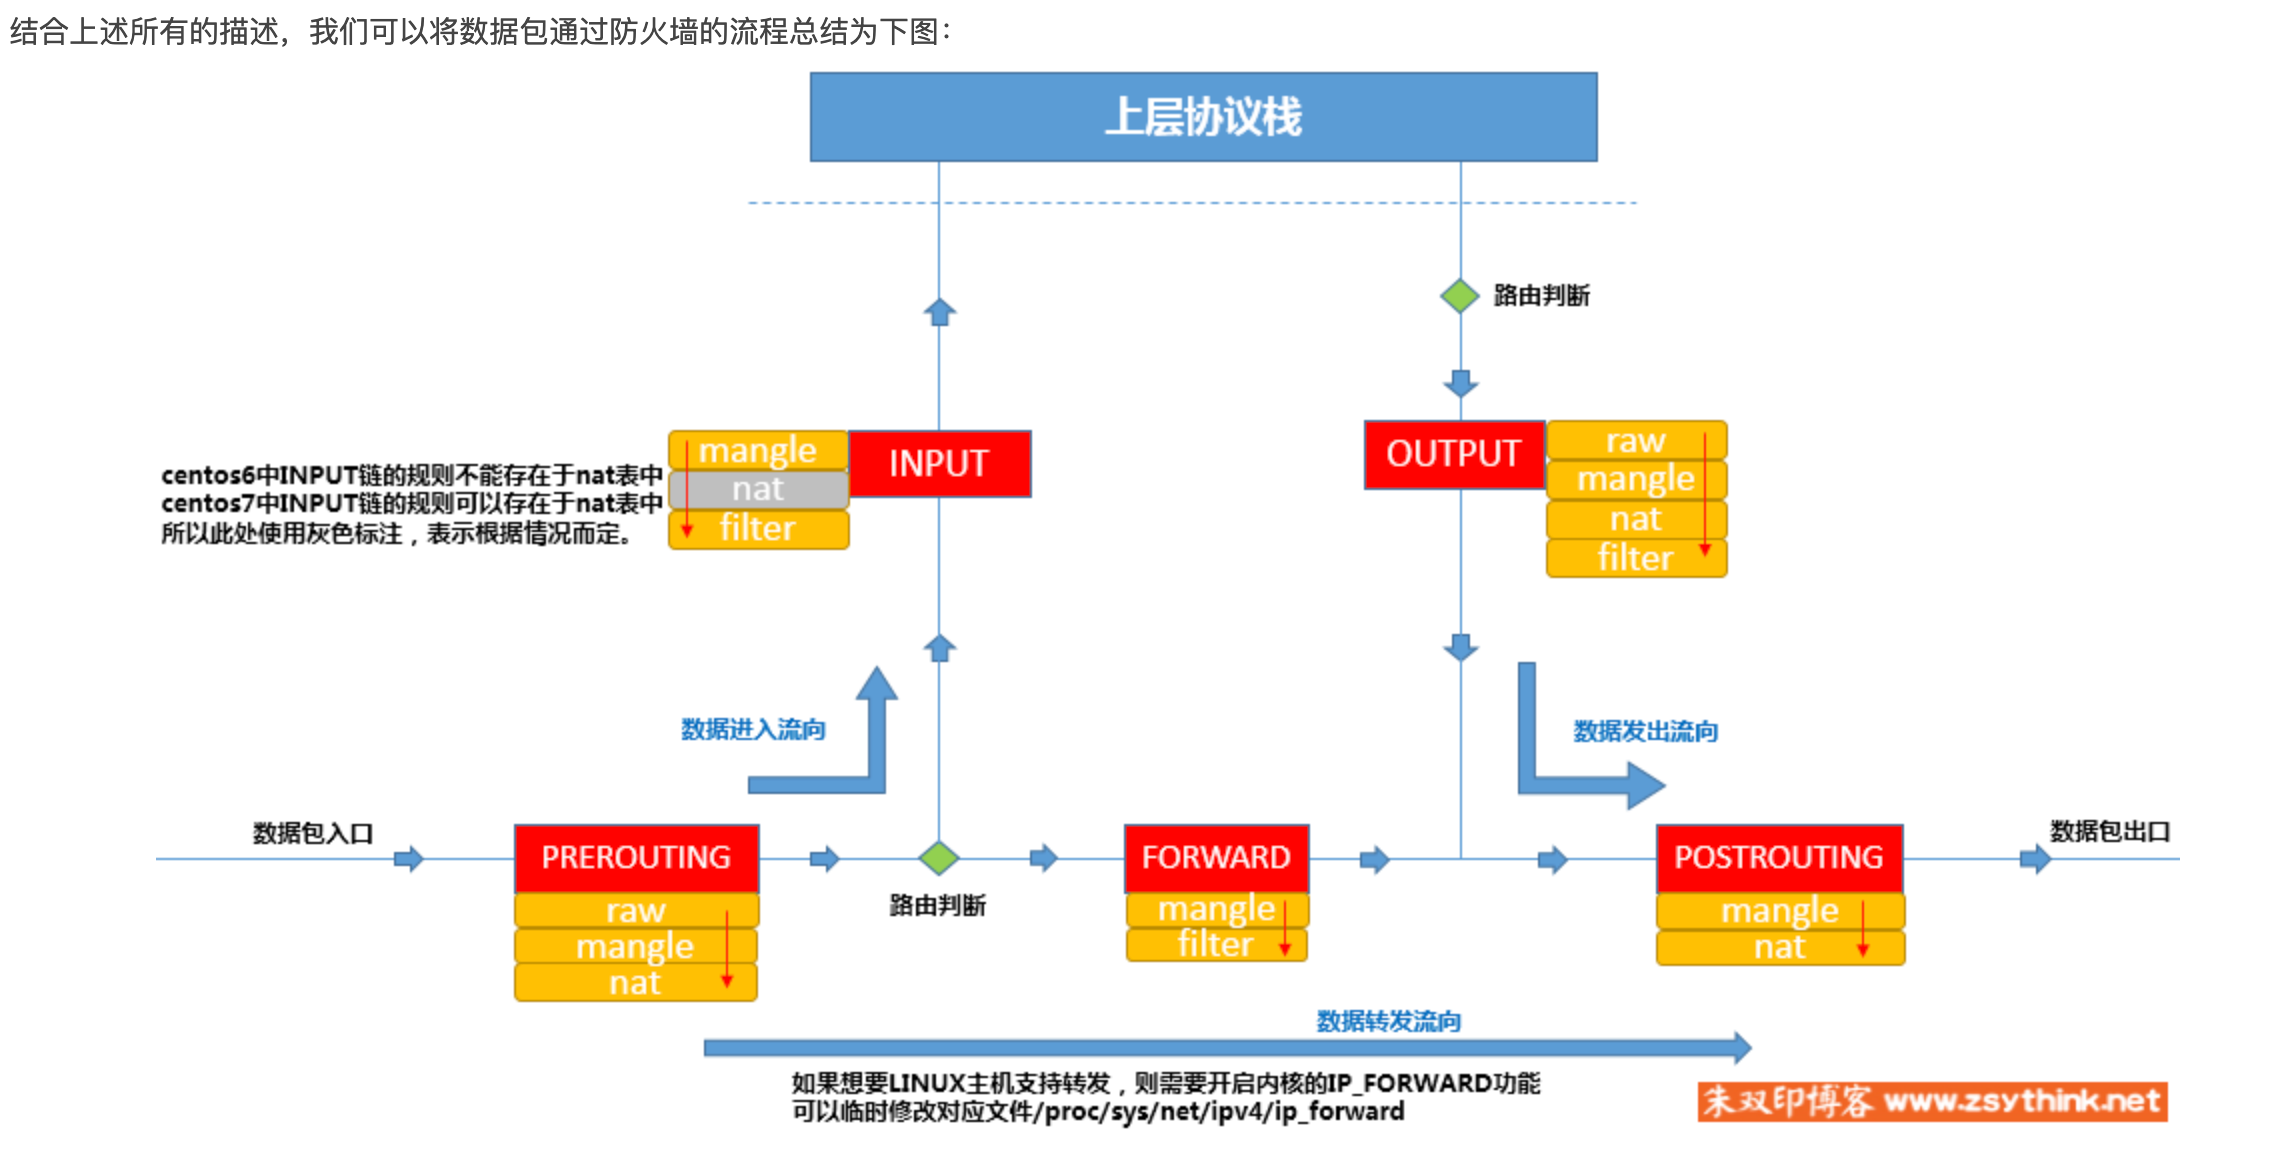 结合上述所有的描述，我们可以将数据包通过防火墙的流程总结为下图：
上层协议栈
路由判断
mangle
nat
filter
INPUT
OUTPUT
raw
mangle
nat
filter
centos6中INPUT链的规则不能存在于nat表中
centos7中INPUT链的规则可以存在于nat表中
所以此处使用灰色标注，表示根据情况而定。
数据进入流向
数据发出流向
数据包入口
PREROUTING
raw
mangle
nat
路由判断
FORWARD
mangle
filter
POSTROUTING
mangle
nat
数据包出口
数据转发流向
如果想要LINUX主机支持转发，则需要开启内核的IP_FORWARD功能
可以临时修改对应文件/proc/sys/net/ipv4/ip_forward
朱双印博客 www.zsythink.net